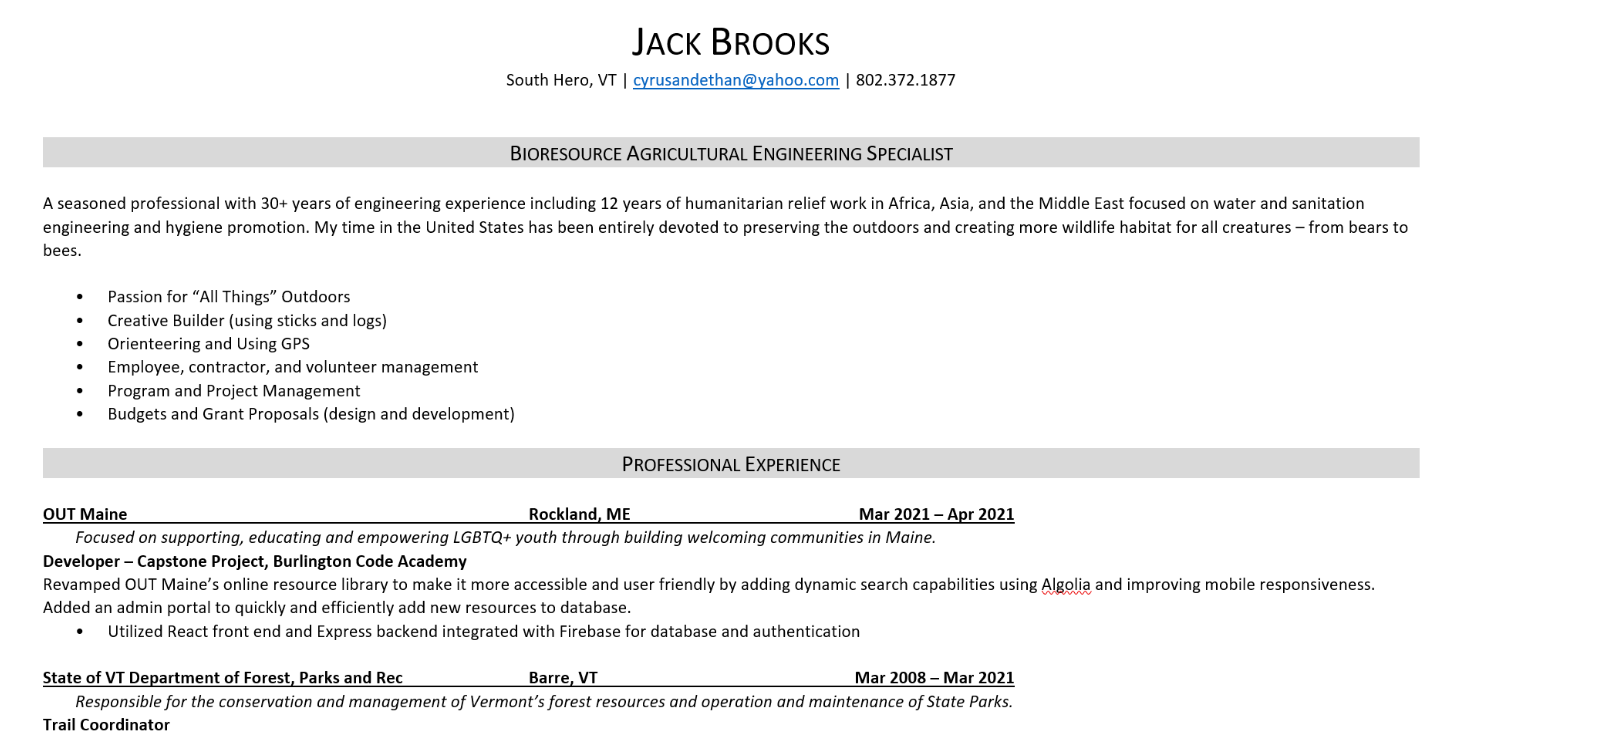 JACK BROOKS
South Hero, VT | cyrusandethan@yahoo.com | 802.372.1877
BIORESOURCE AGRICULTURAL ENGINEERING SPECIALIST
A seasoned professional with 30+ years of engineering experience including 12 years of humanitarian relief work in Africa, Asia, and the Middle East focused on water and sanitation
engineering and hygiene promotion. My time in the United States has been entirely devoted to preserving the outdoors and creating more wildlife habitat for all creatures – from bears to
bees.
• Passion for “All Things” Outdoors
• Creative Builder (using sticks and logs)
• Orienteering and Using GPS
• Employee, contractor, and volunteer management
• Program and Project Management
• Budgets and Grant Proposals (design and development)
PROFESSIONAL EXPERIENCE
OUT Maine Rockland, ME Mar 2021 – Apr 2021
Focused on supporting, educating and empowering LGBTQ+ youth through building welcoming communities in Maine.
Developer – Capstone Project, Burlington Code Academy
Revamped OUT Maine’s online resource library to make it more accessible and user friendly by adding dynamic search capabilities using Algolia and improving mobile responsiveness.
Added an admin portal to quickly and efficiently add new resources to database.
• Utilized React front end and Express backend integrated with Firebase for database and authentication
State of VT Department of Forest, Parks and Rec Barre, VT Mar 2008 – Mar 2021
Responsible for the conservation and management of Vermont’s forest resources and operation and maintenance of State Parks.
Trail Coordinator